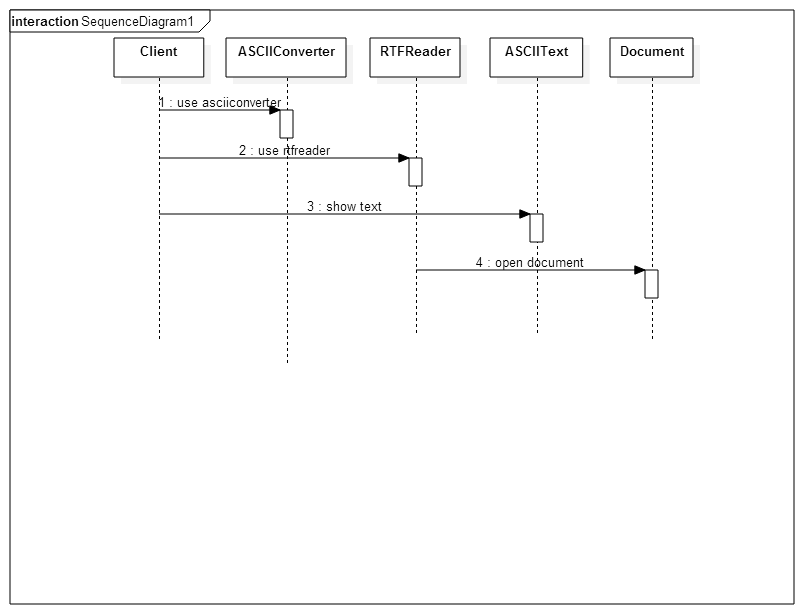 interaction SequenceDiagram1
Client ASCIIConverter RTFReader ASCIIText Document
1 : use asciiconverter
2 : use rtfreader
3 : show text
4 : open document